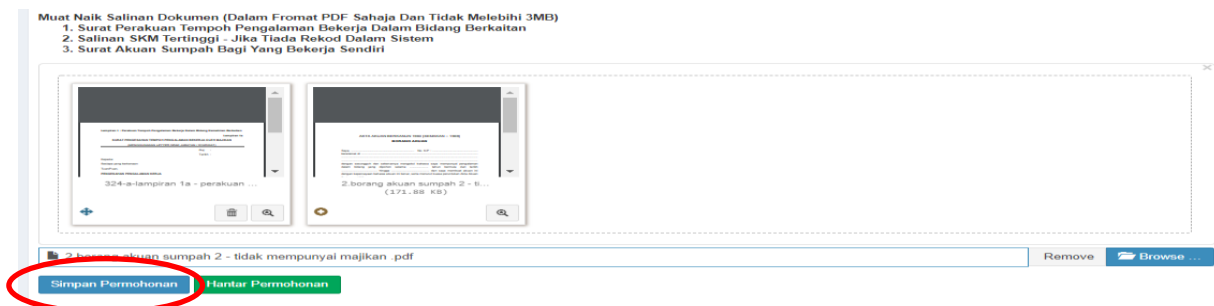 Muat Naik Salinan Dokumen (Dalam Fromat PDF Sahaja Dan Tidak Melebihi 3MB)
1. Surat Perakuan Tempoh Pengalaman Bekerja Dalam Bidang Berkaitan
2. Salinan SKM Tertinggi - Jika Tiada Rekod Dalam Sistem
3. Surat Akuan Sumpah Bagi Yang Bekerja Sendiri
324-a-lampiran 1a - perakuan ...
2.borang akuan sumpah 2 - ti...
(171.88 KB)
2.borang akuan sumpah 2 - tidak mempunyai majikan .pdf
Remove
Browse ...
Simpan Permohonan
Hantar Permohonan